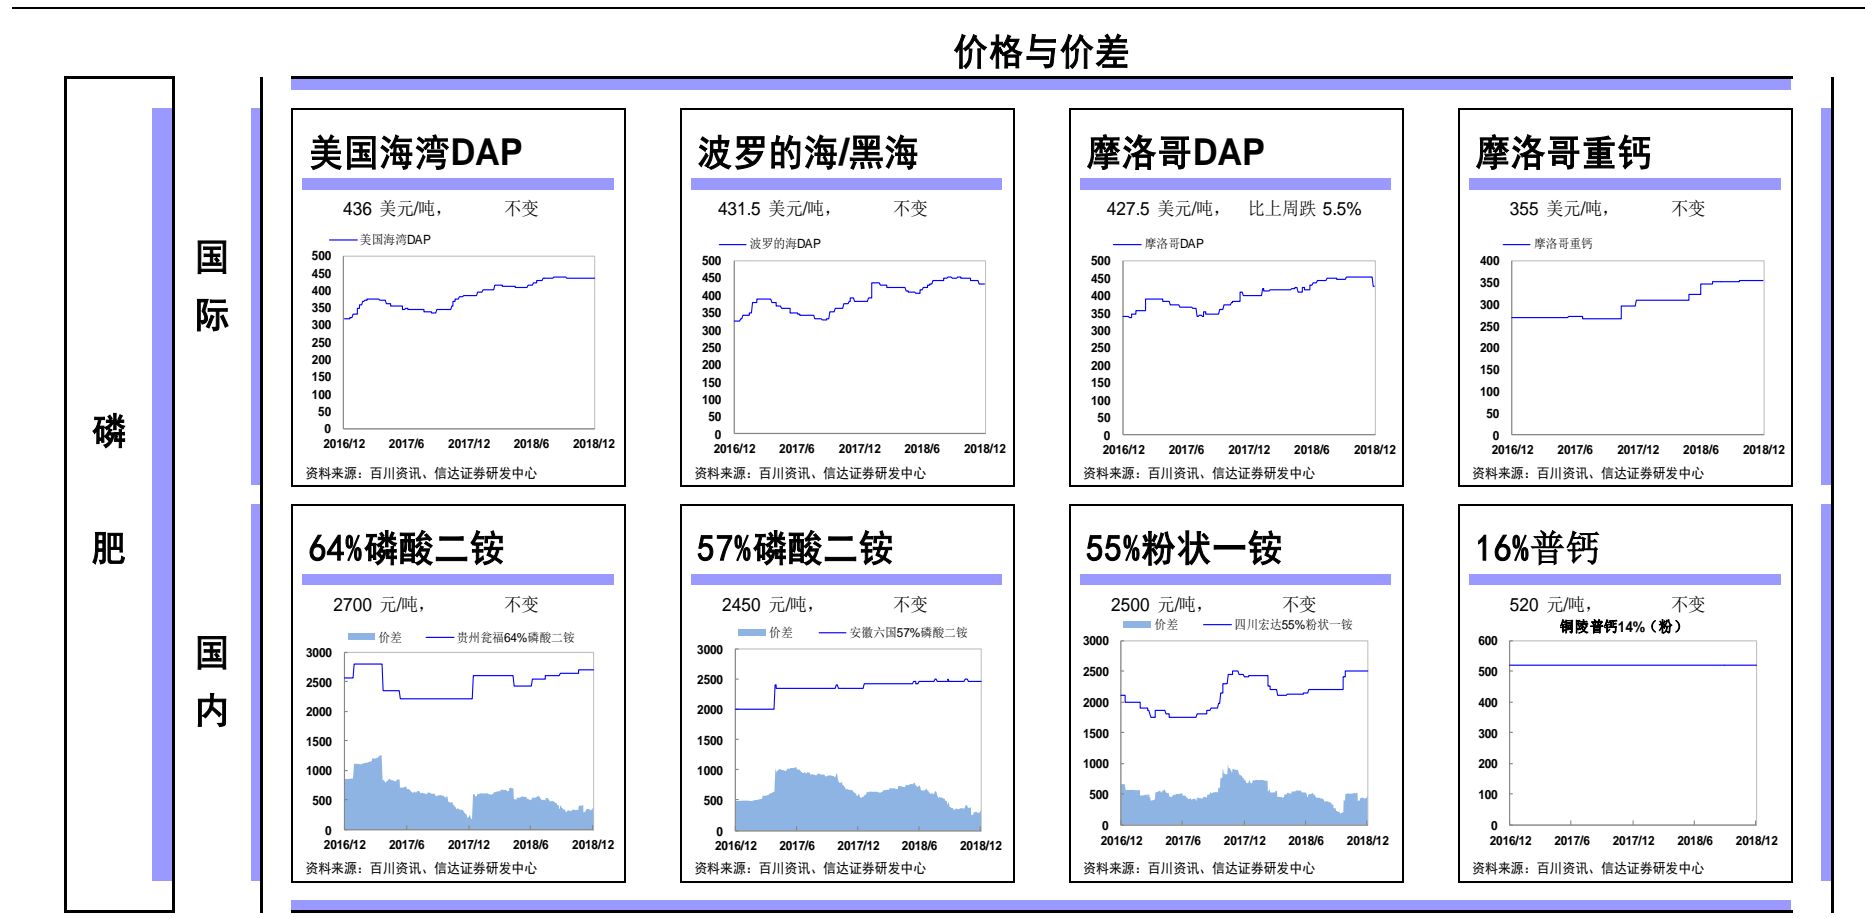 价格与价差
磷肥
国际
美国海湾DAP
436 美元/吨， 不变
美国海湾DAP
500
450
400
350
300
250
200
150
100
50
0
2016/12 2017/6 2017/12 2018/6 2018/12
资料来源：百川资讯、信达证券研发中心
波罗的海/黑海
431.5 美元/吨， 不变
波罗的海DAP
500
450
400
350
300
250
200
150
100
50
0
2016/12 2017/6 2017/12 2018/6 2018/12
资料来源：百川资讯、信达证券研发中心
摩洛哥DAP
427.5 美元/吨， 比上周跌 5.5%
摩洛哥DAP
500
450
400
350
300
250
200
150
100
50
0
2016/12 2017/6 2017/12 2018/6 2018/12
资料来源：百川资讯、信达证券研发中心
摩洛哥重钙
355 美元/吨， 不变
摩洛哥重钙
400
350
300
250
200
150
100
50
0
2016/12 2017/6 2017/12 2018/6 2018/12
资料来源：百川资讯、信达证券研发中心
国内
64%磷酸二铵
2700 元/吨， 不变
价差 贵州瓮福64%磷酸二铵
3000
2500
2000
1500
1000
500
0
2016/12 2017/6 2017/12 2018/6 2018/12
资料来源：百川资讯、信达证券研发中心
57%磷酸二铵
2450 元/吨， 不变
价差 安徽六国57%磷酸二铵
3000
2500
2000
1500
1000
500
0
2016/12 2017/6 2017/12 2018/6 2018/12
资料来源：百川资讯、信达证券研发中心
55%粉状一铵
2500 元/吨， 不变
价差 四川宏达55%粉状一铵
3000
2500
2000
1500
1000
500
0
2016/12 2017/6 2017/12 2018/6 2018/12
资料来源：百川资讯、信达证券研发中心
16%普钙
520 元/吨， 不变
铜陵普钙14%（粉）
600
500
400
300
200
100
0
2016/12 2017/6 2017/12 2018/6 2018/12
资料来源：百川资讯、信达证券研发中心